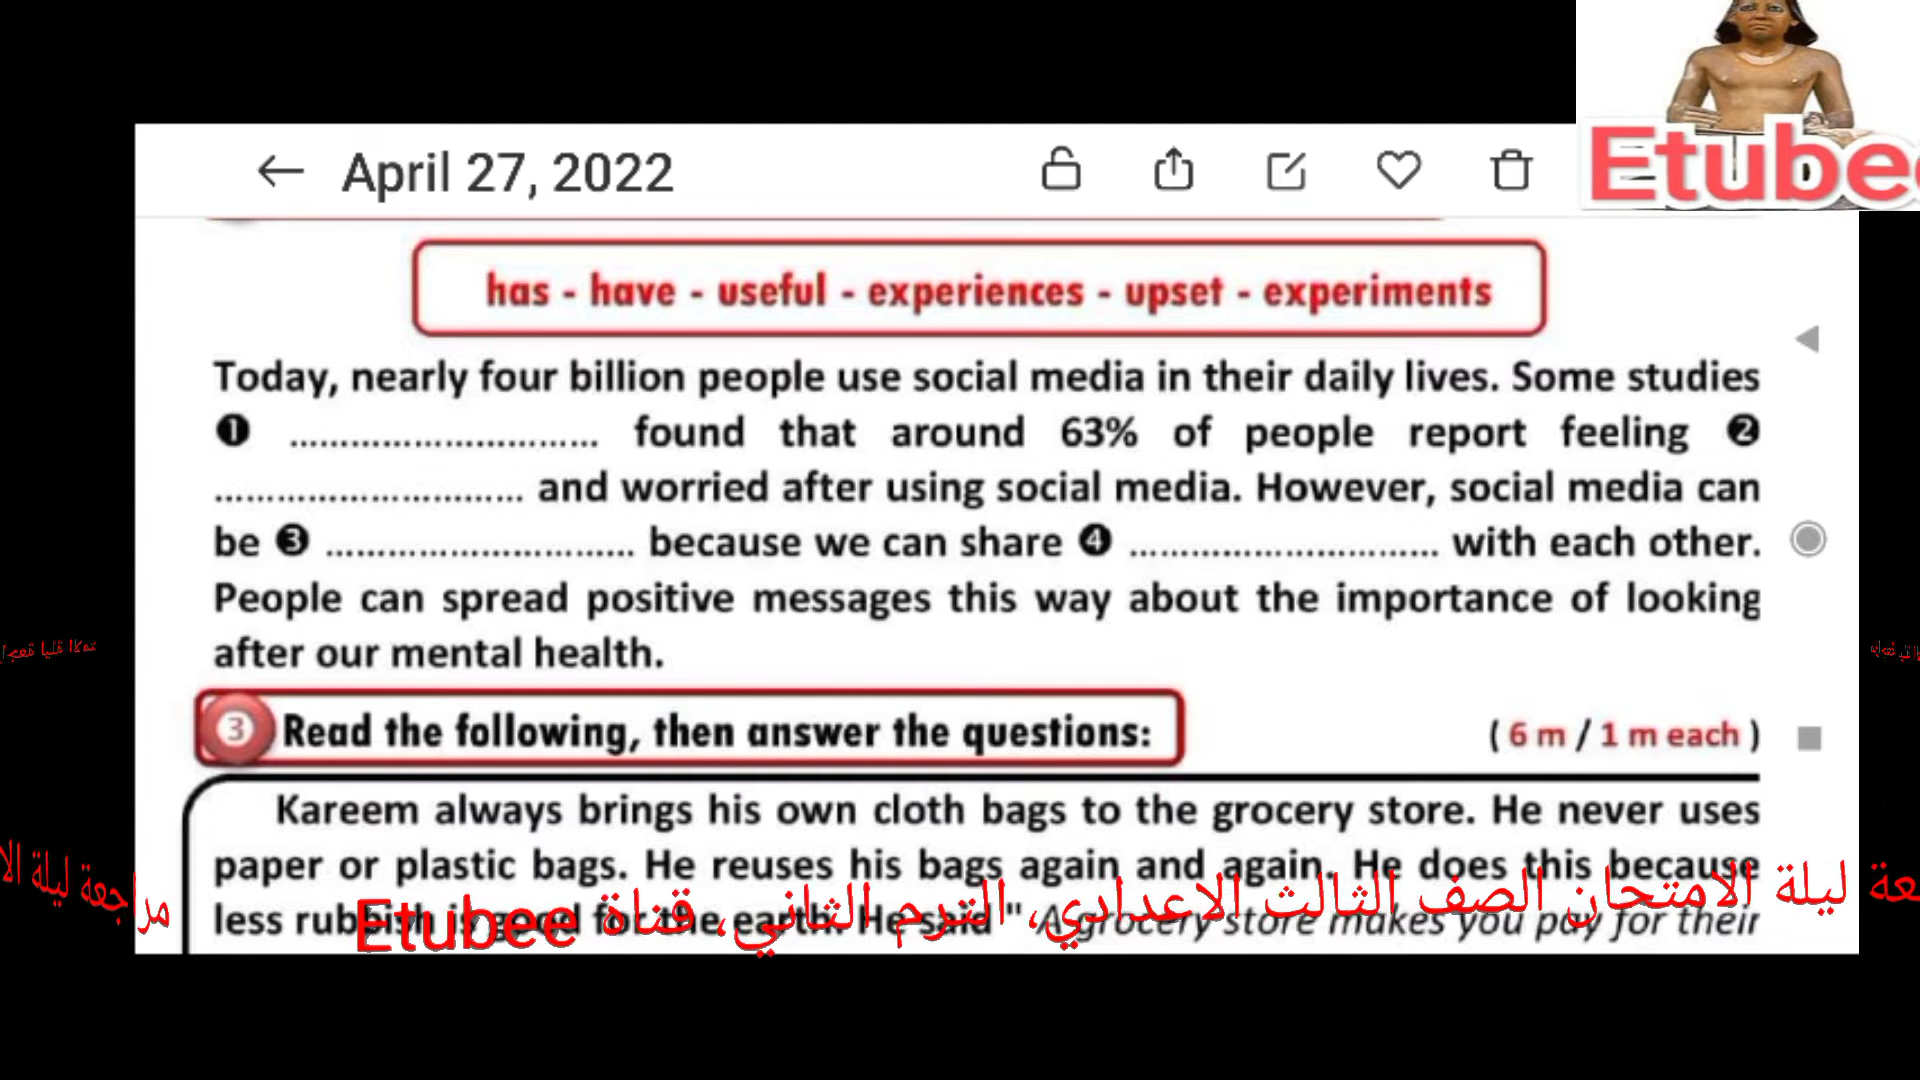 April 27, 2022
Etubee
has - have - useful - experiences - upset - experiments
Today, nearly four billion people use social media in their daily lives. Some studies
❶ .............................. found that around 63% of people report feeling ❷
.............................. and worried after using social media. However, social media can
be ❸ .............................. because we can share ❹ .............................. with each other.
People can spread positive messages this way about the importance of looking
after our mental health.
3 Read the following, then answer the questions: ( 6 m / 1 m each )
Kareem always brings his own cloth bags to the grocery store. He never uses
paper or plastic bags. He reuses his bags again and again. He does this because
less rubbish is good for the earth. He said "A grocery store makes you pay for their
مراجعة ليلة الا
عة ليلة الامتحان الصف الثالث الاعدادي، الترم الثاني، قناة Etubee